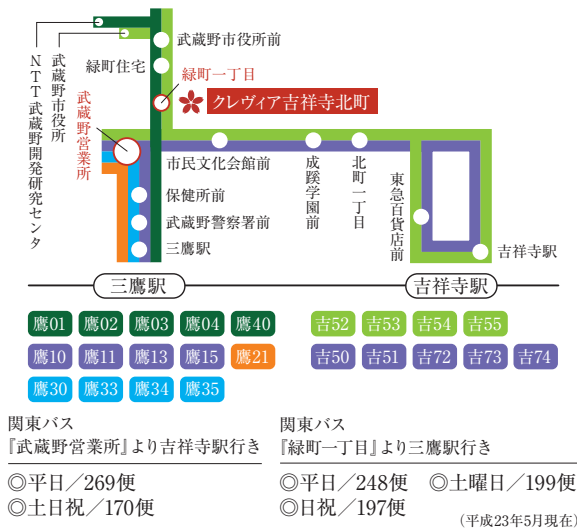 武蔵野市役所前
緑町住宅
緑町一丁目
クレヴィア吉祥寺北町
武蔵野市役所
NTT武蔵野開発研究センタ
武蔵野営業所
市民文化会館前
成蹊学園前
北町一丁目
東急百貨店前
吉祥寺駅
保健所前
武蔵野警察署前
三鷹駅
三鷹駅
鷹01 鷹02 鷹03 鷹04 鷹40
鷹10 鷹11 鷹13 鷹15 鷹21
鷹30 鷹33 鷹34 鷹35
吉祥寺駅
吉52 吉53 吉54 吉55
吉50 吉51 吉72 吉73 吉74
関東バス
『武蔵野営業所』より吉祥寺駅行き
◎平日／269便
◎土日祝／170便
関東バス
『緑町一丁目』より三鷹駅行き
◎平日／248便 ◎土曜日／199便
◎日祝／197便
(平成23年5月現在)